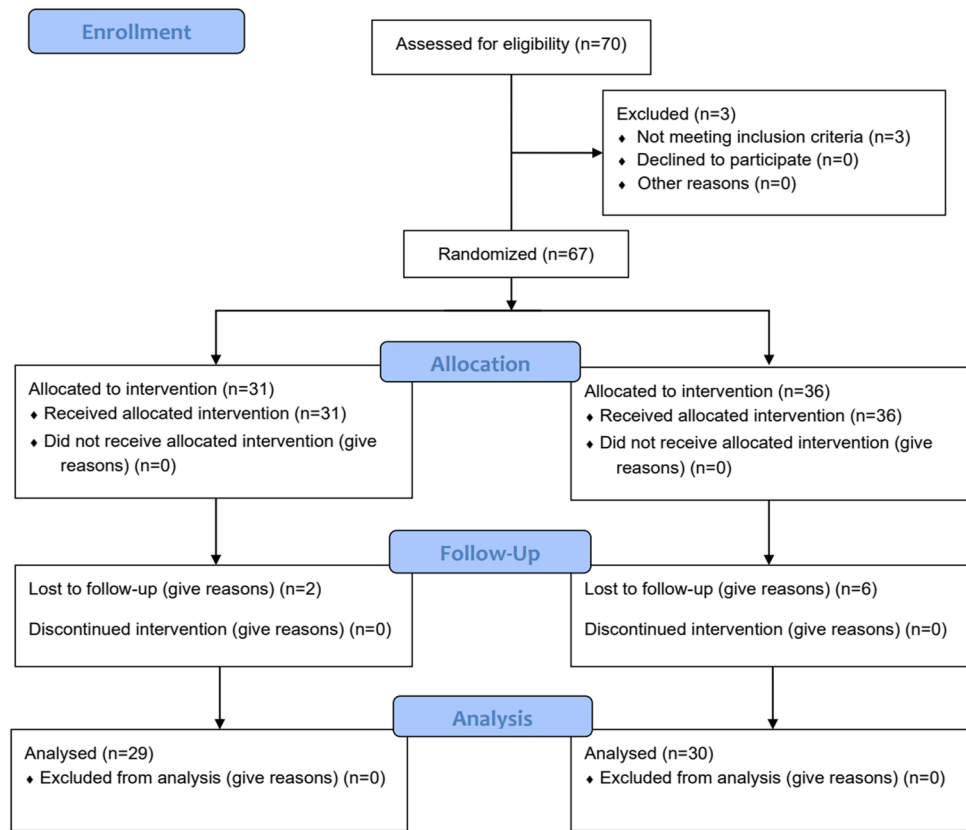 Enrollment
Assessed for eligibility (n=70)
Excluded (n=3)
♦ Not meeting inclusion criteria (n=3)
♦ Declined to participate (n=0)
♦ Other reasons (n=0)
Randomized (n=67)
Allocation
Allocated to intervention (n=31)
♦ Received allocated intervention (n=31)
♦ Did not receive allocated intervention (give
reasons) (n=0)
Allocated to intervention (n=36)
♦ Received allocated intervention (n=36)
♦ Did not receive allocated intervention (give
reasons) (n=0)
Follow-Up
Lost to follow-up (give reasons) (n=2)
Discontinued intervention (give reasons) (n=0)
Lost to follow-up (give reasons) (n=6)
Discontinued intervention (give reasons) (n=0)
Analysis
Analysed (n=29)
♦ Excluded from analysis (give reasons) (n=0)
Analysed (n=30)
♦ Excluded from analysis (give reasons) (n=0)